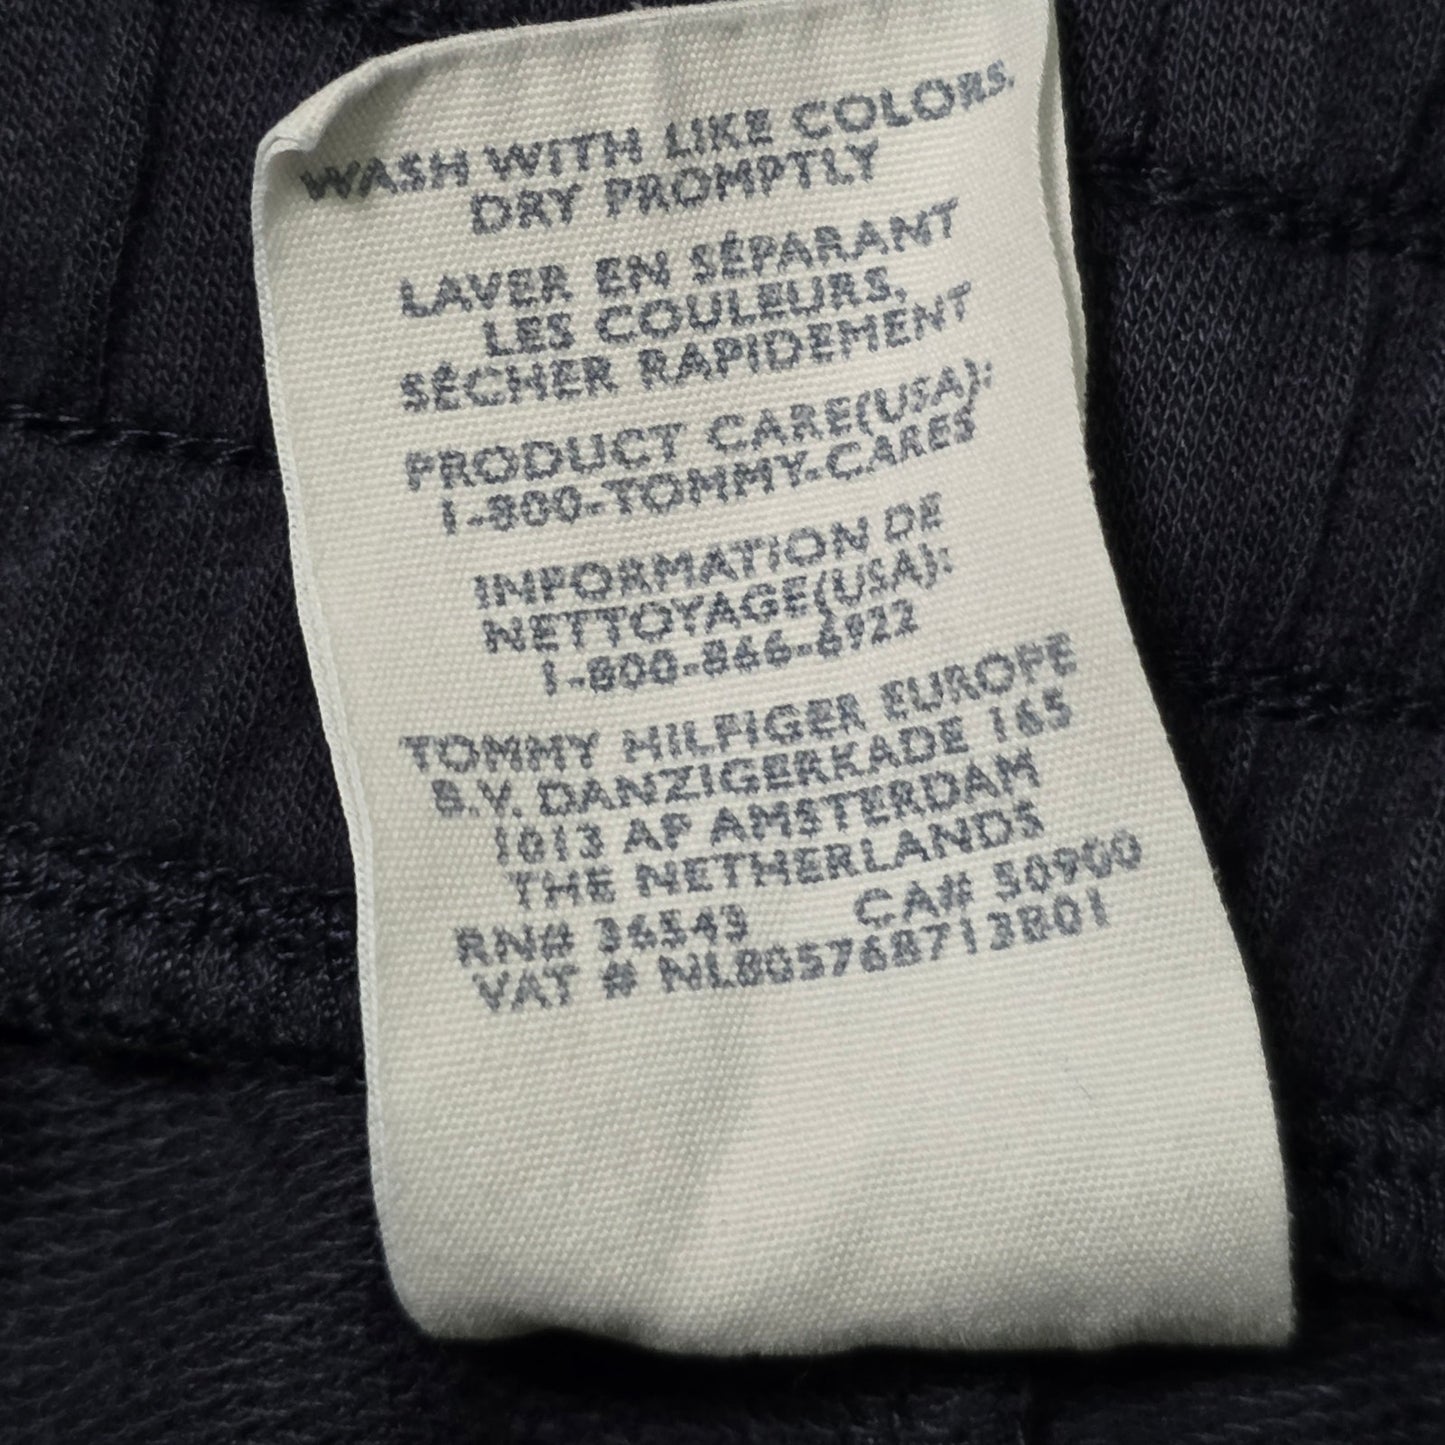 WASH WITH LIKE COLORS.
DRY PROMPTLY
LAVER EN SÉPARANT
LES COULEURS,
SÉCHER RAPIDEMENT
PRODUCT CARE(USA):
1-800-TOMMY-CARES
INFORMATION DE
NETTOYAGE(USA):
1-800-866-6922
TOMMY HILFIGER EUROPE
B.V. DANZIGERKADE 165
1013 AP AMSTERDAM
THE NETHERLANDS
RN# 36543 CA# 50900
VAT # NL805768713B01